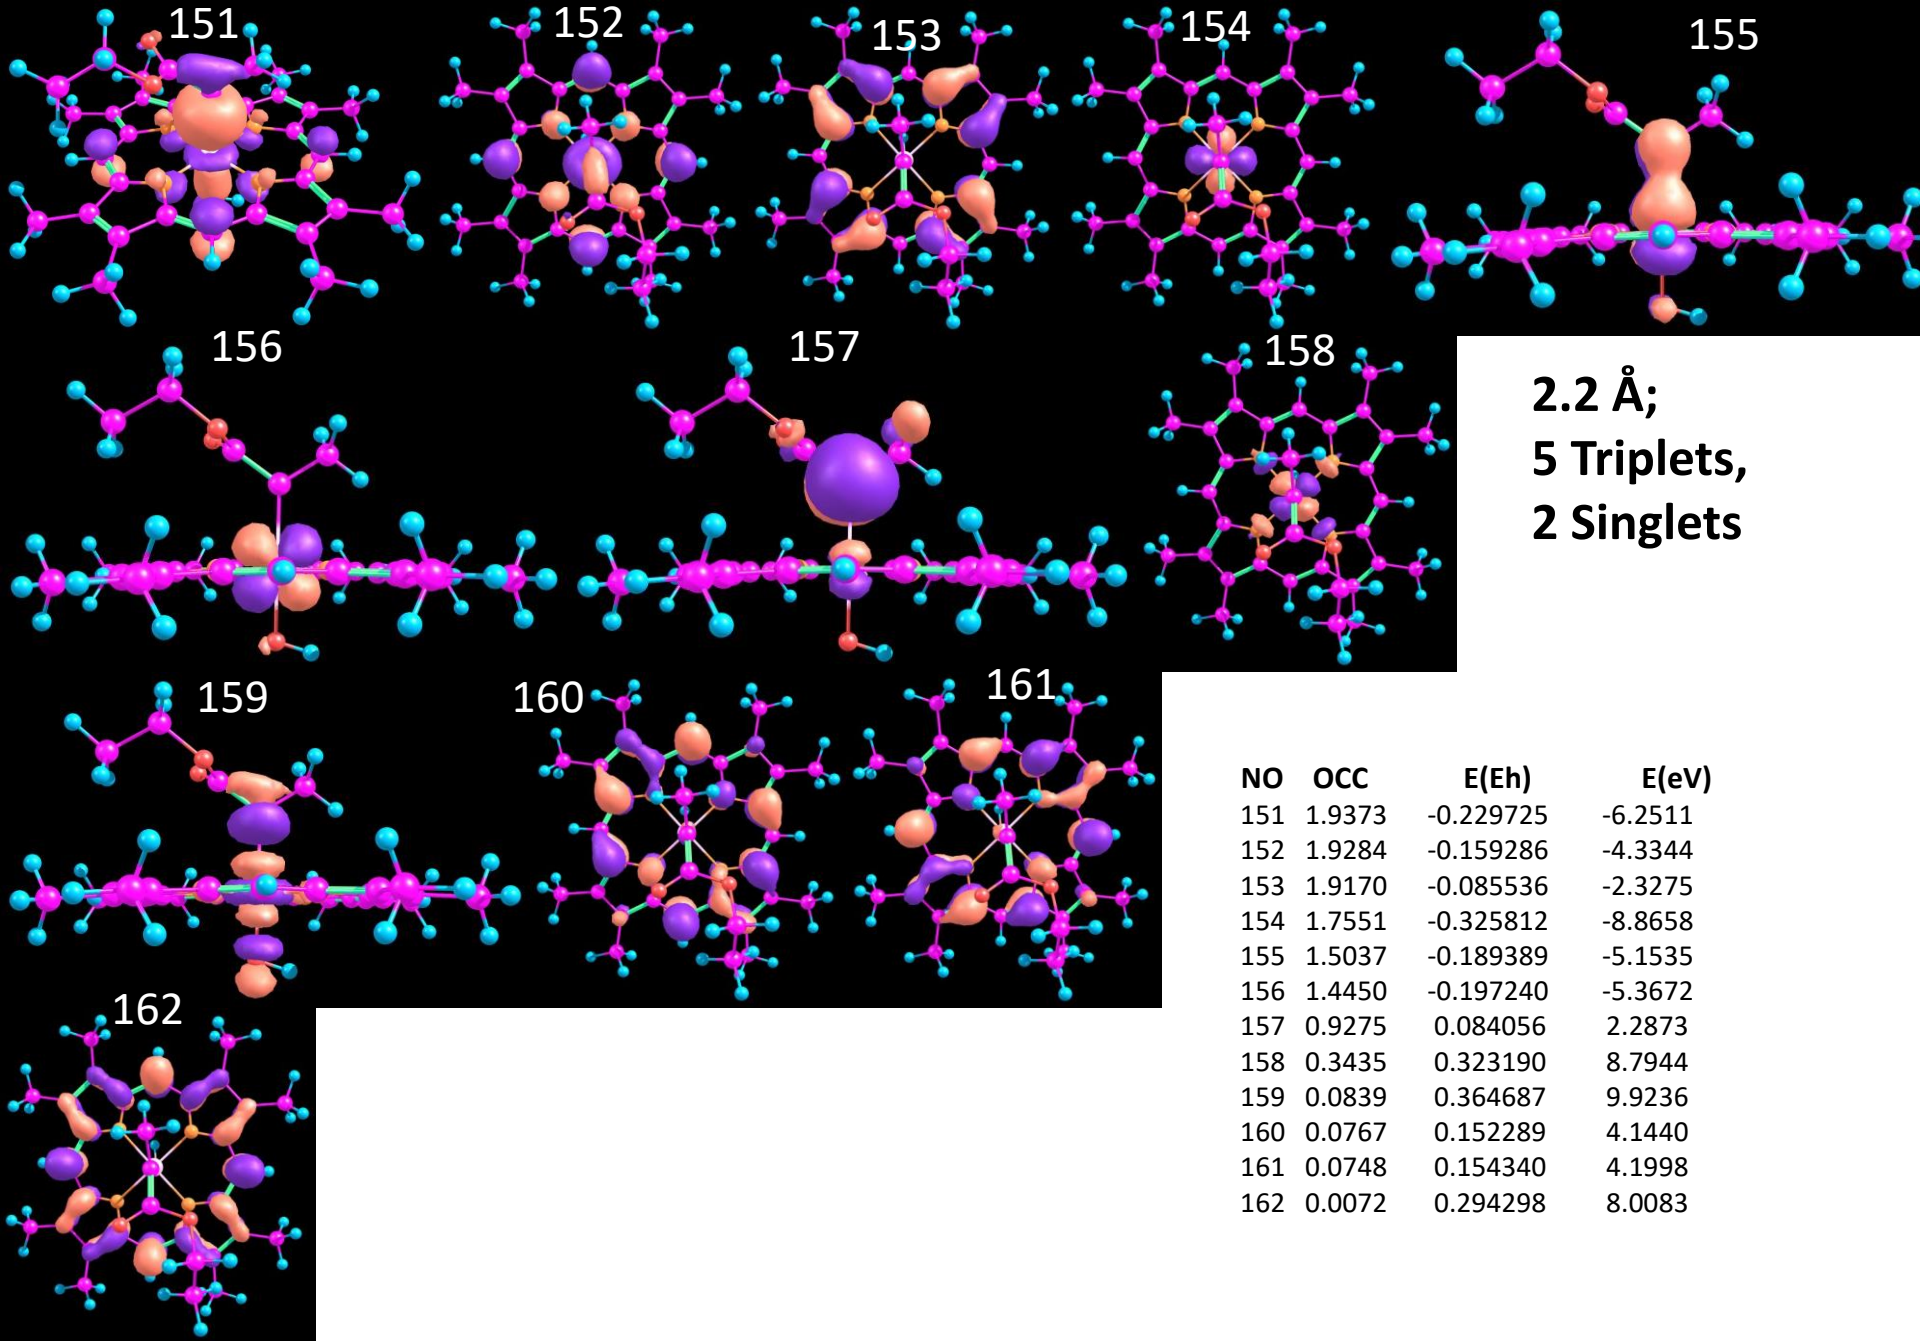 151
152
153
154
155
156
157
158
2.2 Å;
5 Triplets,
2 Singlets
159
160
161
162
NO OCC E(Eh) E(eV)
151 1.9373 -0.229725 -6.2511
152 1.9284 -0.159286 -4.3344
153 1.9170 -0.085536 -2.3275
154 1.7551 -0.325812 -8.8658
155 1.5037 -0.189389 -5.1535
156 1.4450 -0.197240 -5.3672
157 0.9275 0.084056 2.2873
158 0.3435 0.323190 8.7944
159 0.0839 0.364687 9.9236
160 0.0767 0.152289 4.1440
161 0.0748 0.154340 4.1998
162 0.0072 0.294298 8.0083